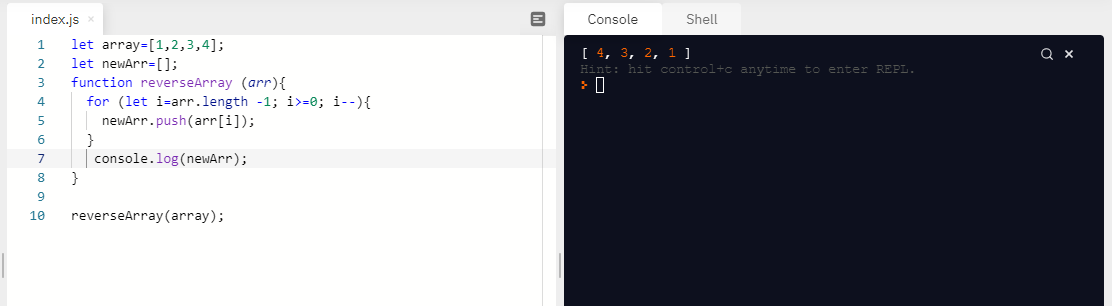 index.js ×
1 let array=[1,2,3,4];
2 let newArr=[];
3 function reverseArray (arr){
4   for (let i=arr.length -1; i>=0; i--){
5     newArr.push(arr[i]);
6   }
7    console.log(newArr);
8 }
9
10 reverseArray(array);
Console Shell
[ 4, 3, 2, 1 ]
Hint: hit control+c anytime to enter REPL.